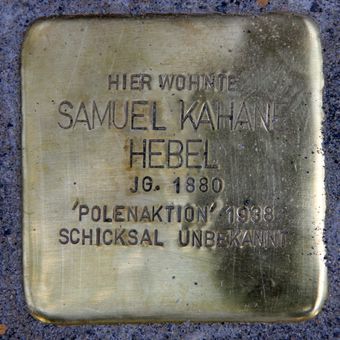 HIER WOHNTE
SAMUEL KAHANE
HEBEL
JG. 1880
'POLENAKTION' 1938
SCHICKSAL UNBEKANNT